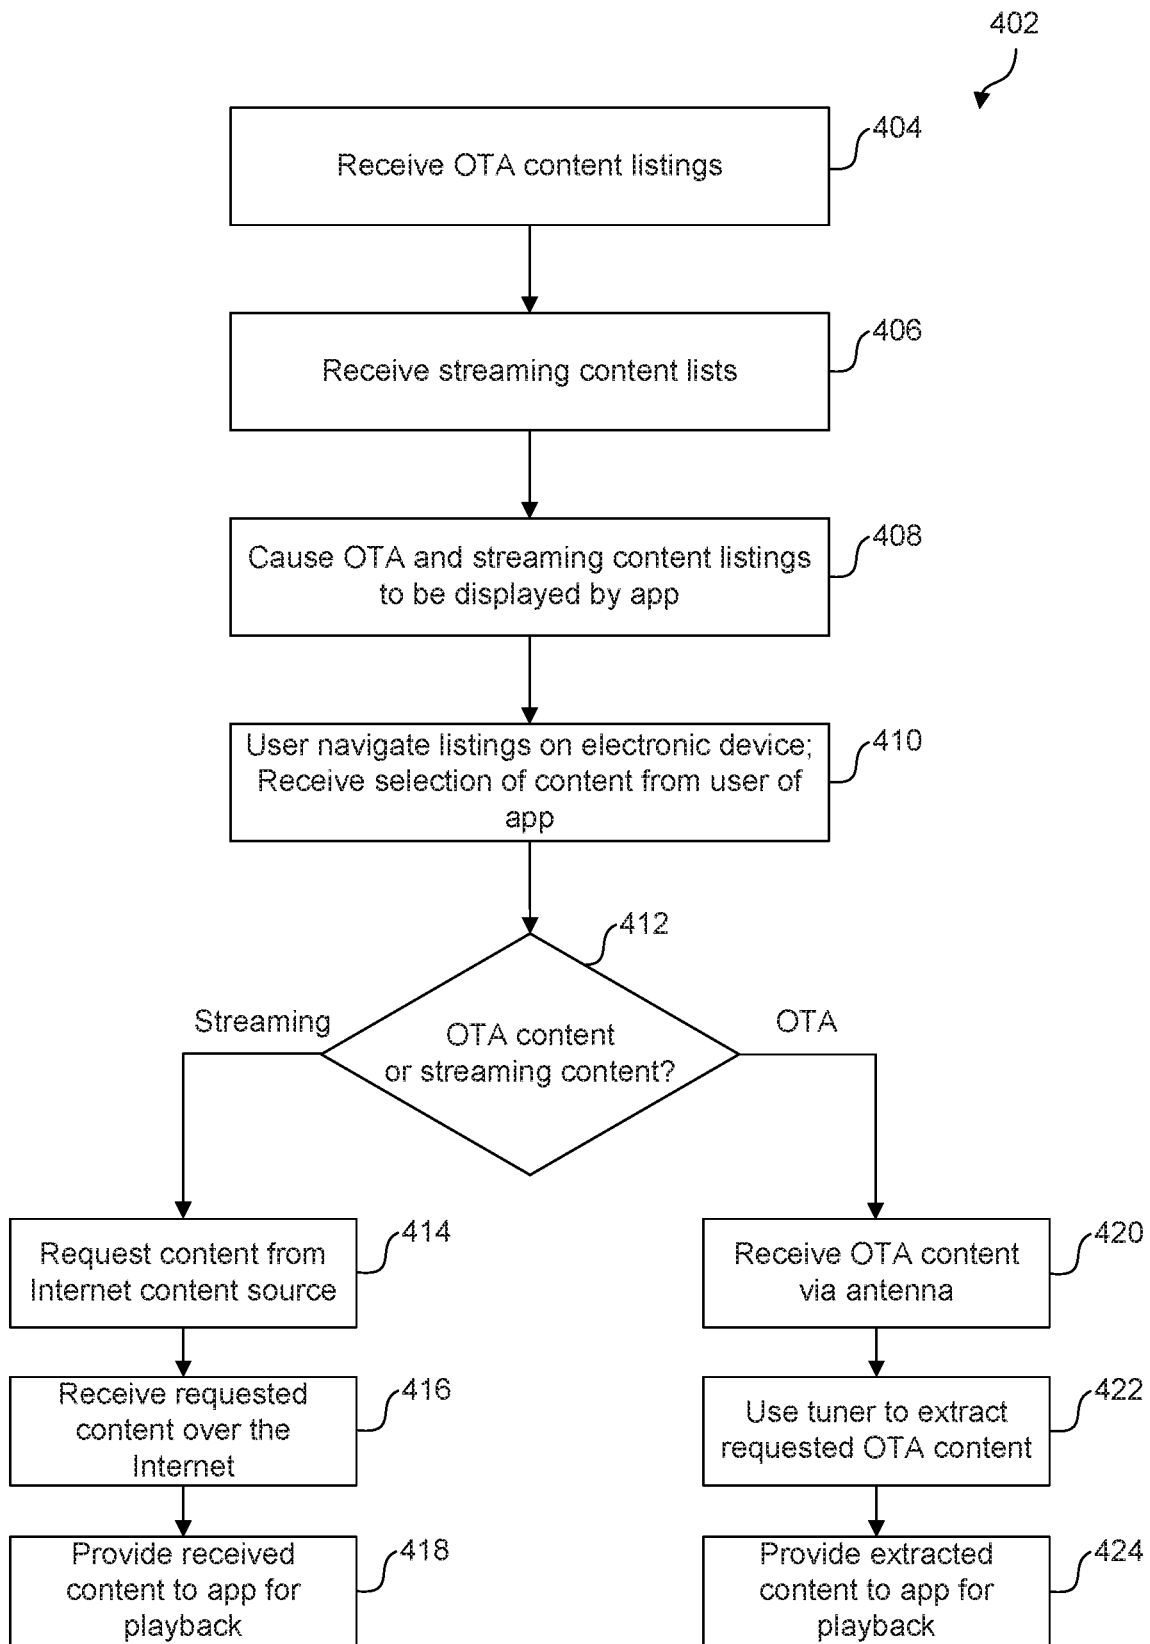 402
404
Receive OTA content listings
406
Receive streaming content lists
408
Cause OTA and streaming content listings
to be displayed by app
410
User navigate listings on electronic device;
Receive selection of content from user of
app
412
Streaming
OTA
OTA content
or streaming content?
414
Request content from
Internet content source
420
Receive OTA content
via antenna
416
Receive requested
content over the
Internet
422
Use tuner to extract
requested OTA content
418
Provide received
content to app for
playback
424
Provide extracted
content to app for
playback